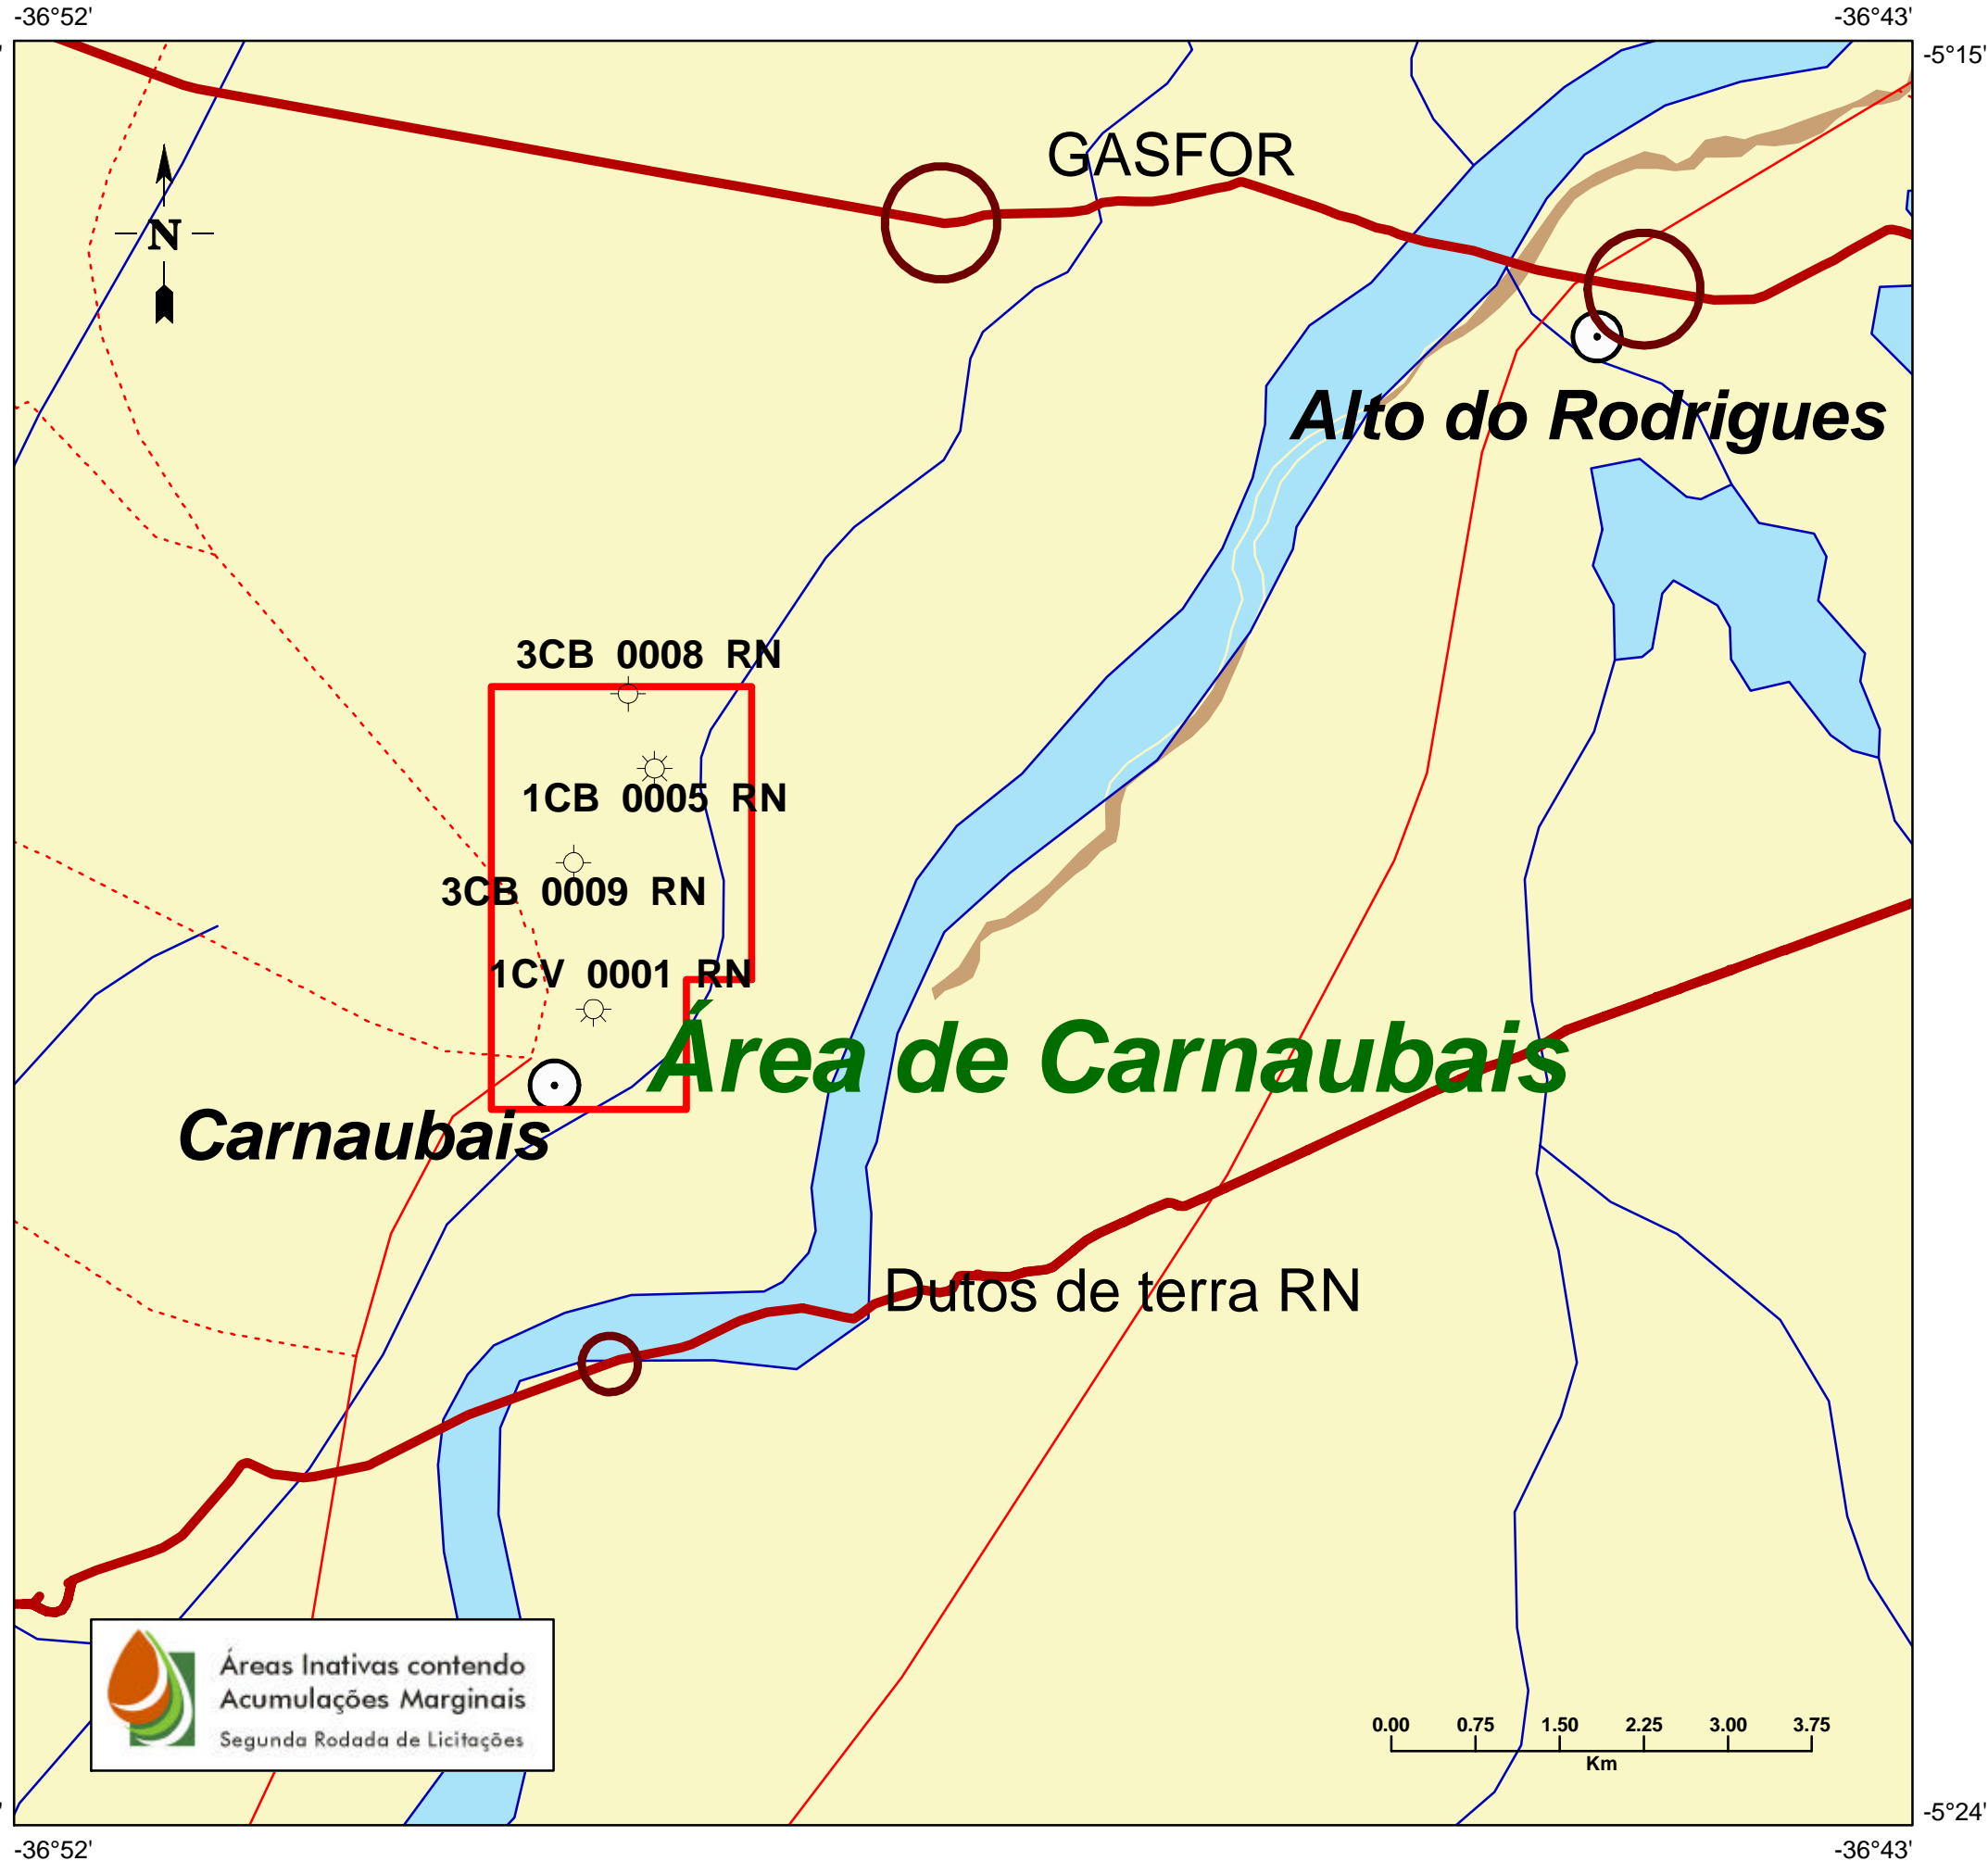 -36°52'
-36°43'
-5°15'
GASFOR
N
Alto do Rodrigues
3CB 0008 RN
1CB 0005 RN
3CB 0009 RN
1CV 0001 RN
Área de Carnaubais
Carnaubais
Dutos de terra RN
Áreas Inativas contendo
Acumulações Marginais
Segunda Rodada de Licitações
0.00 0.75 1.50 2.25 3.00 3.75
Km
-5°24'
-36°52'
-36°43'